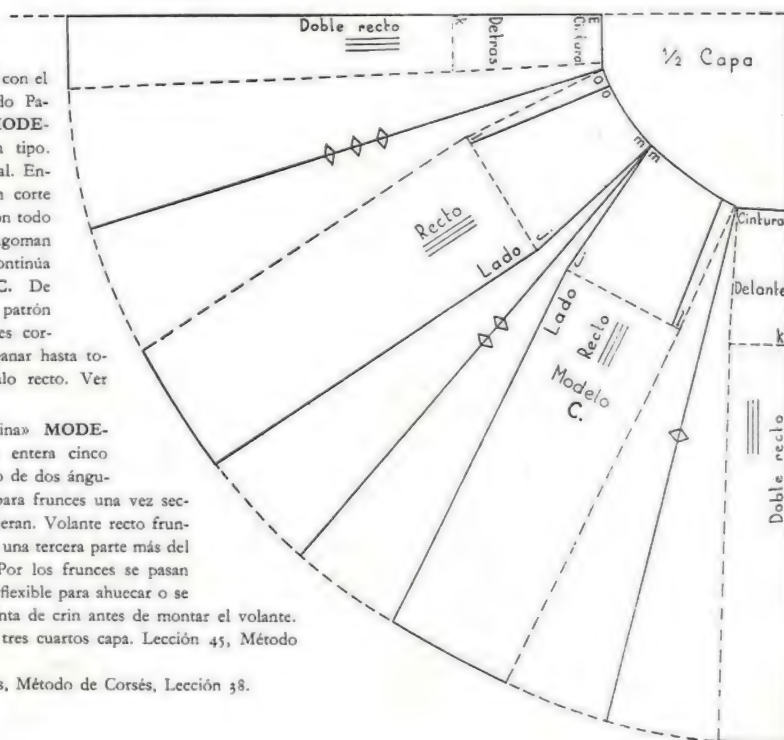 con el
do Pa-
MODE-
n tipo.
al. En-
n corte
on todo
goman
ontinúa
C. De
patrón
es cor-
anar hasta to-
ulo recto. Ver
ina» MODE-
entera cinco
o de dos ángu-
para frunces una vez sec-
eran. Volante recto frun-
una tercera parte más del
Por los frunces se pasan
flexible para ahuecar o se
nta de crin antes de montar el volante.
tres cuartos capa. Lección 45, Método
s, Método de Corsés, Lección 38.
Doble recto
k
Detras
Cintural
E
½ Capa
o
o
m
m
L
Recto
Lado
L
L
Lado
L
Recto
Modelo
C.
Cintura
Delante
k
Doble recto